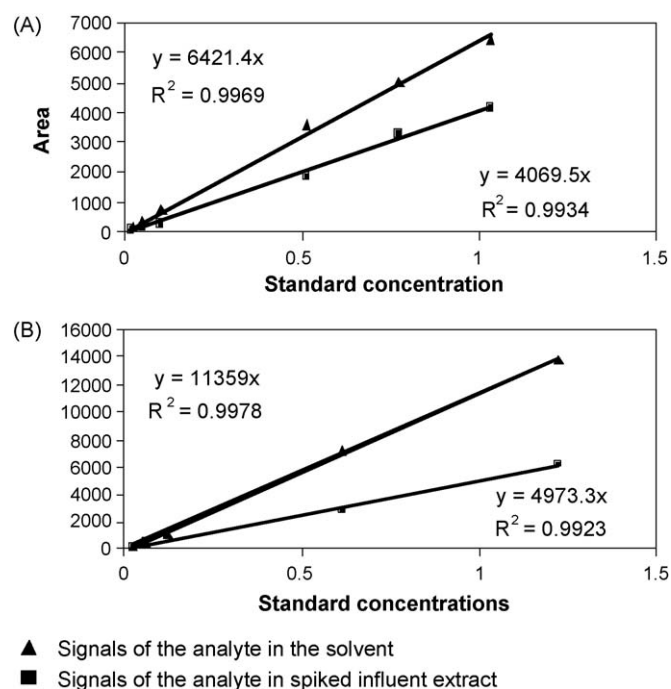 (A)
7000
6000
5000
4000
3000
2000
1000
0
Area
y = 6421.4x
R² = 0.9969
y = 4069.5x
R² = 0.9934
0 0.5 1 1.5
Standard concentration
(B)
16000
14000
12000
10000
8000
6000
4000
2000
0
y = 11359x
R² = 0.9978
y = 4973.3x
R² = 0.9923
0 0.5 1 1.5
Standard concentrations
▲ Signals of the analyte in the solvent
■ Signals of the analyte in spiked influent extract